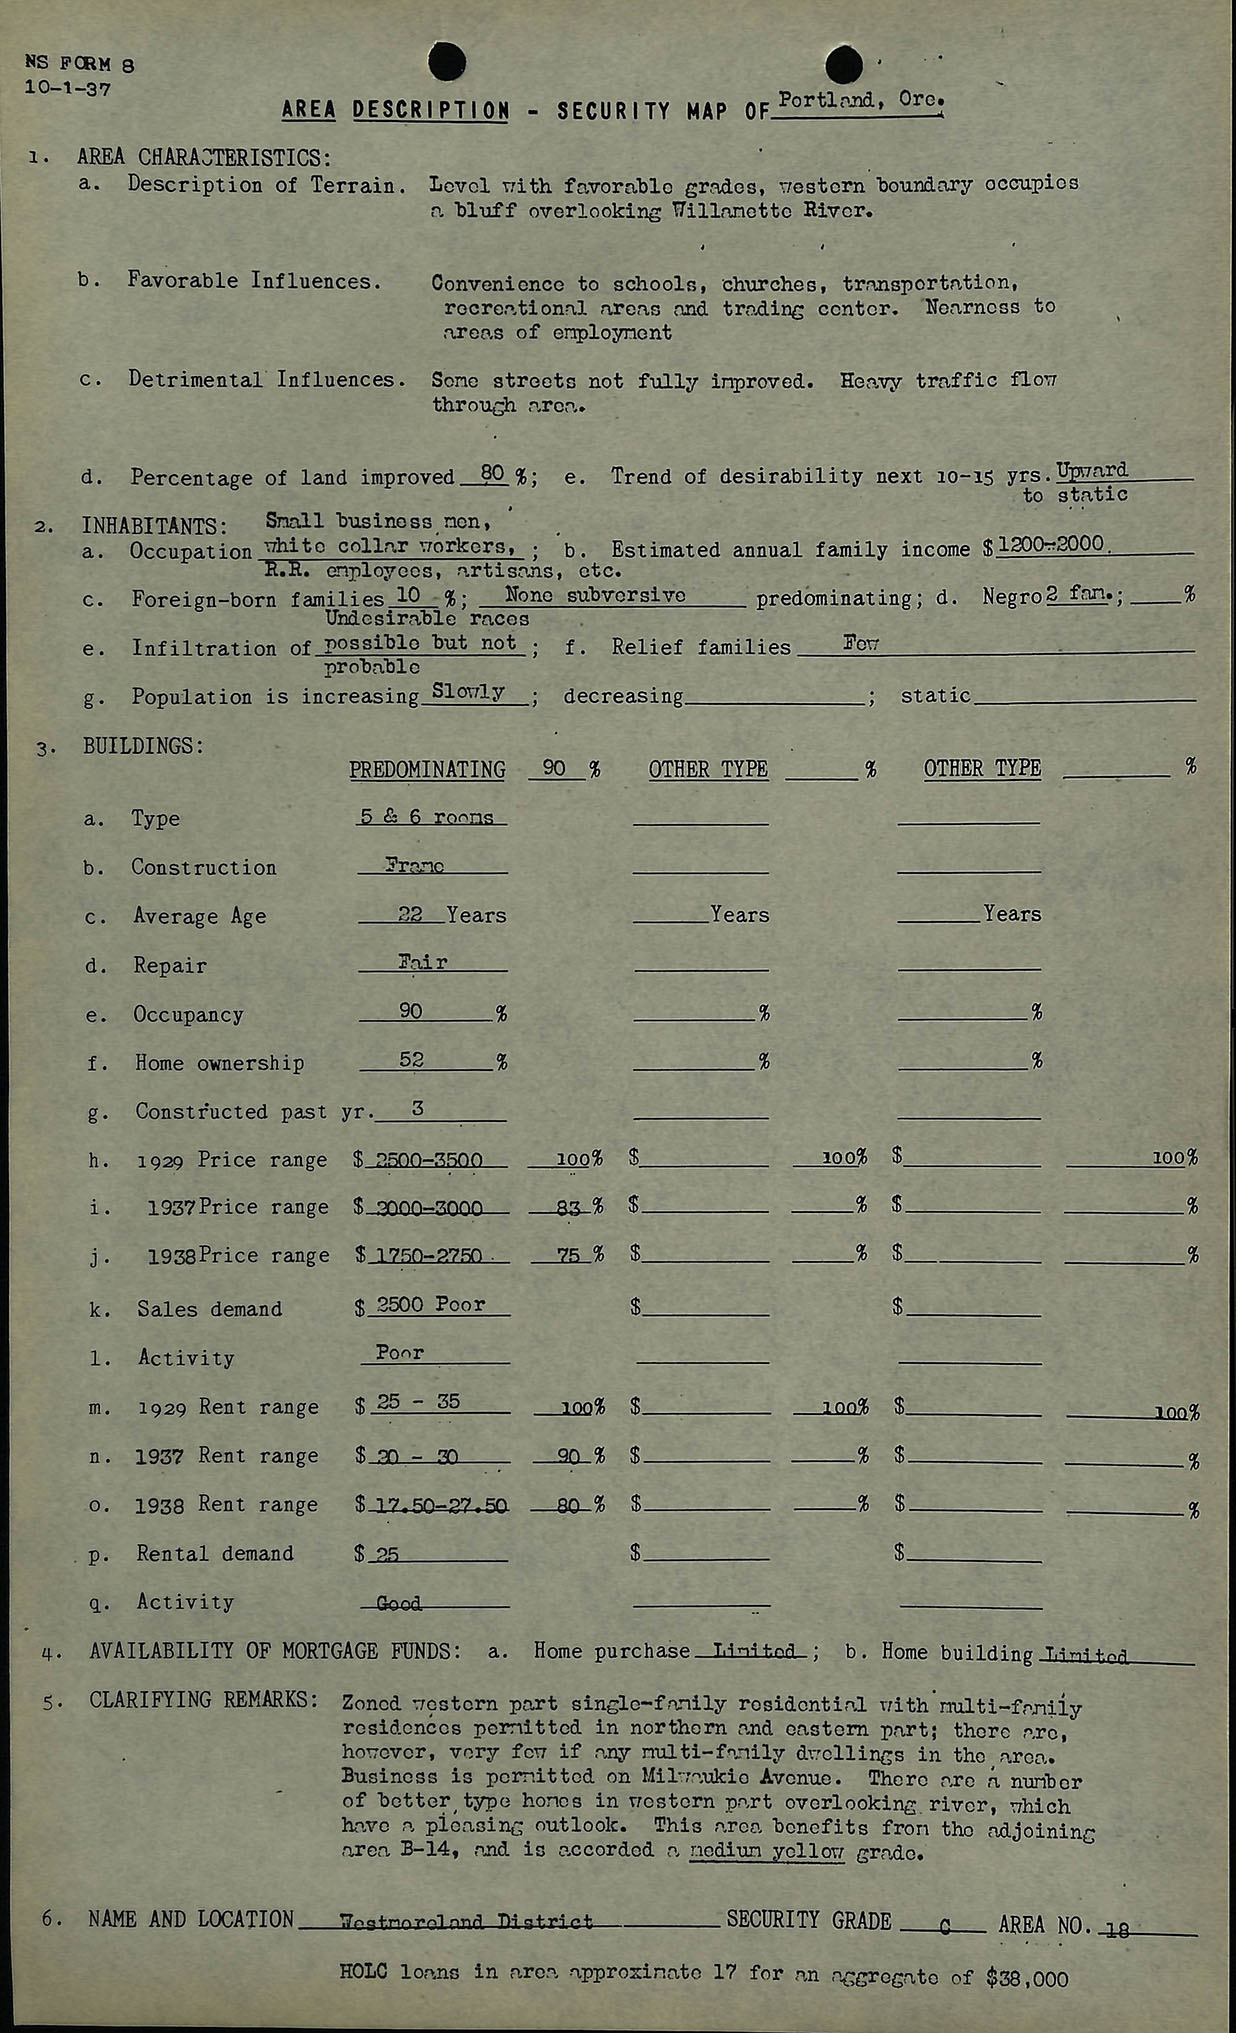 NS FORM 8
10-1-37
AREA DESCRIPTION - SECURITY MAP OF Portland, Ore.
1. AREA CHARACTERISTICS:
a. Description of Terrain. Level with favorable grades, western boundary occupies
a bluff overlooking Willamette River.
b. Favorable Influences. Convenience to schools, churches, transportation,
recreational areas and trading center. Nearness to
areas of employment
c. Detrimental Influences. Some streets not fully improved. Heavy traffic flow
through area.
d. Percentage of land improved 80 %; e. Trend of desirability next 10-15 yrs. Upward
to static
2. INHABITANTS: Small business men,
a. Occupation white collar workers, ; b. Estimated annual family income $ 1200-2000.
R.R. employees, artisans, etc.
c. Foreign-born families 10 %; None subversive predominating; d. Negro 2 fam.; %
Undesirable races
e. Infiltration of possible but not ; f. Relief families Few
probable
g. Population is increasing Slowly ; decreasing ; static
3. BUILDINGS:
PREDOMINATING 90 % OTHER TYPE % OTHER TYPE %
a. Type 5 & 6 rooms
b. Construction Frame
c. Average Age 22 Years Years Years
d. Repair Fair
e. Occupancy 90 % % %
f. Home ownership 52 % % %
g. Constructed past yr. 3
h. 1929 Price range $ 2500-3500 100% $ 100% $ 100%
i. 1937 Price range $ 2000-3000 83 % $ % $ %
j. 1938 Price range $ 1750-2750 75 % $ % $ %
k. Sales demand $ 2500 Poor $ $
l. Activity Poor
m. 1929 Rent range $ 25 - 35 100% $ 100% $ 100%
n. 1937 Rent range $ 20 - 30 90 % $ % $ %
o. 1938 Rent range $ 17.50-27.50 80 % $ % $ %
p. Rental demand $ 25 $ $
q. Activity Good
4. AVAILABILITY OF MORTGAGE FUNDS: a. Home purchase Limited ; b. Home building Limited
5. CLARIFYING REMARKS: Zoned western part single-family residential with multi-family
residences permitted in northern and eastern part; there are,
however, very few if any multi-family dwellings in the area.
Business is permitted on Milwaukie Avenue. There are a number
of better type homes in western part overlooking river, which
have a pleasing outlook. This area benefits from the adjoining
area B-14, and is accorded a medium yellow grade.
6. NAME AND LOCATION Westmoreland District SECURITY GRADE C AREA NO. 18
HOLC loans in area approximate 17 for an aggregate of $38,000